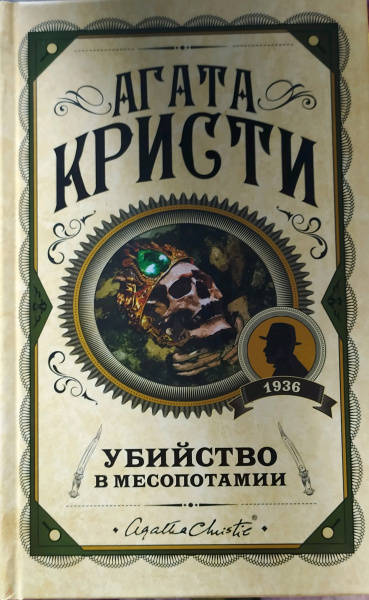 АГАТА
КРИСТИ
1936
УБИЙСТВО
В МЕСОПОТАМИИ
Agatha Christie®